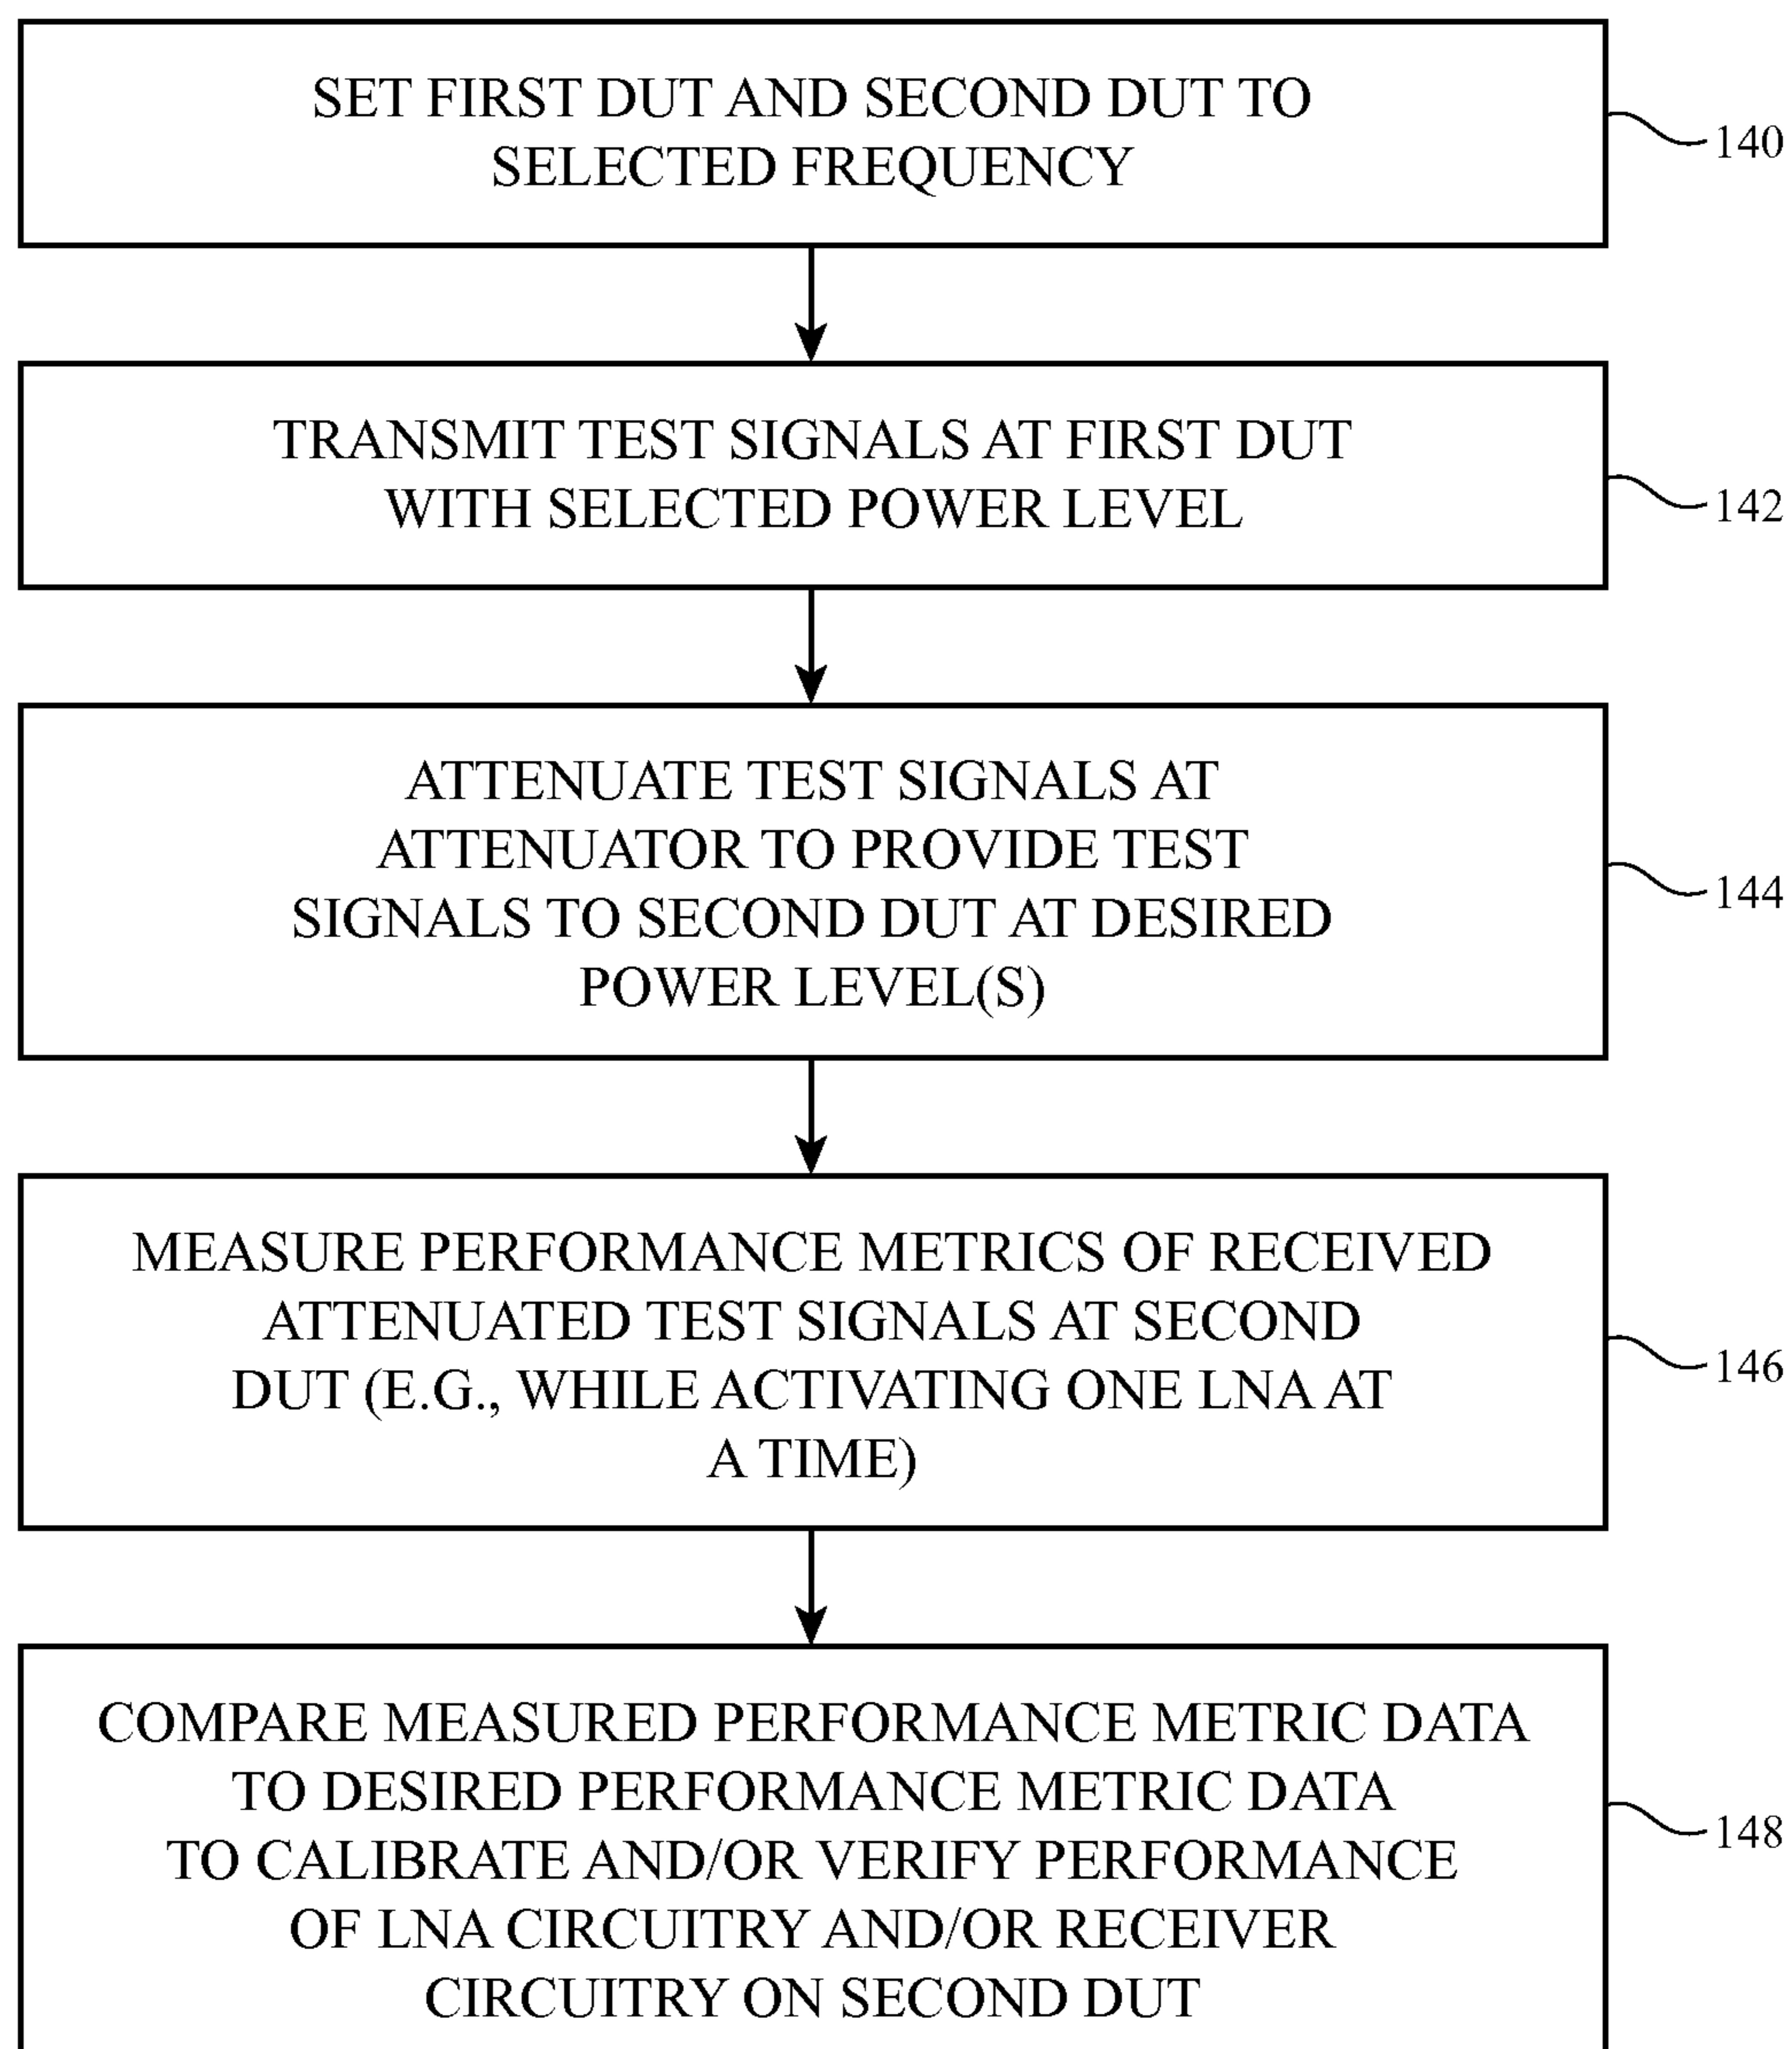 SET FIRST DUT AND SECOND DUT TO
SELECTED FREQUENCY
140
TRANSMIT TEST SIGNALS AT FIRST DUT
WITH SELECTED POWER LEVEL
142
ATTENUATE TEST SIGNALS AT
ATTENUATOR TO PROVIDE TEST
SIGNALS TO SECOND DUT AT DESIRED
POWER LEVEL(S)
144
MEASURE PERFORMANCE METRICS OF RECEIVED
ATTENUATED TEST SIGNALS AT SECOND
DUT (E.G., WHILE ACTIVATING ONE LNA AT
A TIME)
146
COMPARE MEASURED PERFORMANCE METRIC DATA
TO DESIRED PERFORMANCE METRIC DATA
TO CALIBRATE AND/OR VERIFY PERFORMANCE
OF LNA CIRCUITRY AND/OR RECEIVER
CIRCUITRY ON SECOND DUT
148